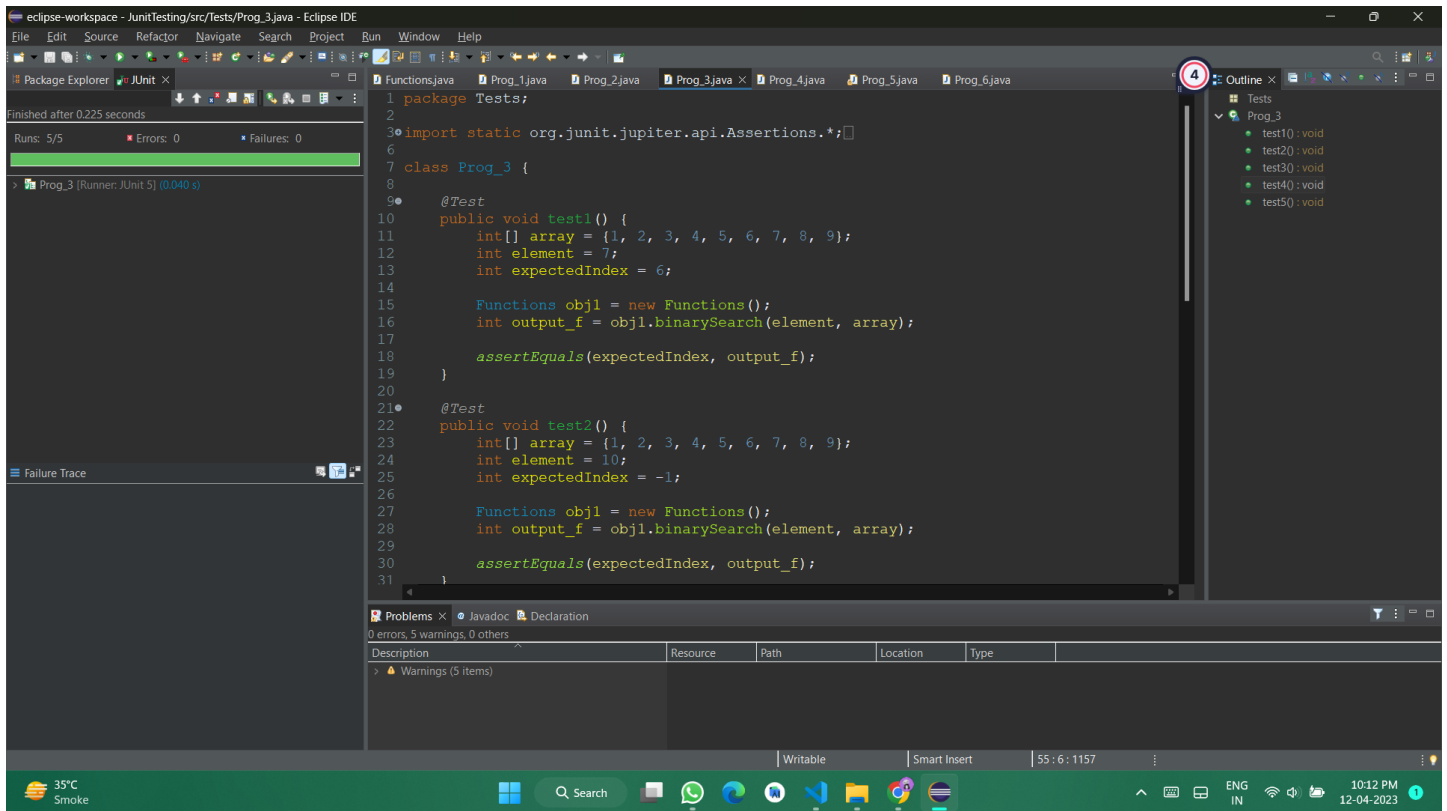 eclipse-workspace - JunitTesting/src/Tests/Prog_3.java - Eclipse IDE
File Edit Source Refactor Navigate Search Project Run Window Help
Package Explorer JUnit
Finished after 0.225 seconds
Runs: 5/5 Errors: 0 Failures: 0
Prog_3 [Runner: JUnit 5] (0.040 s)
Failure Trace
Functions.java Prog_1.java Prog_2.java Prog_3.java Prog_4.java Prog_5.java Prog_6.java
1 package Tests;
2
3 import static org.junit.jupiter.api.Assertions.*;
6
7 class Prog_3 {
8
9 @Test
10 public void test1() {
11 int[] array = {1, 2, 3, 4, 5, 6, 7, 8, 9};
12 int element = 7;
13 int expectedIndex = 6;
14
15 Functions obj1 = new Functions();
16 int output_f = obj1.binarySearch(element, array);
17
18 assertEquals(expectedIndex, output_f);
19 }
20
21 @Test
22 public void test2() {
23 int[] array = {1, 2, 3, 4, 5, 6, 7, 8, 9};
24 int element = 10;
25 int expectedIndex = -1;
26
27 Functions obj1 = new Functions();
28 int output_f = obj1.binarySearch(element, array);
29
30 assertEquals(expectedIndex, output_f);
31 }
4
Outline
Tests
Prog_3
test1() : void
test2() : void
test3() : void
test4() : void
test5() : void
Problems Javadoc Declaration
0 errors, 5 warnings, 0 others
Description Resource Path Location Type
Warnings (5 items)
Writable Smart Insert 55 : 6 : 1157
35°C
Smoke
Search
ENG
IN
10:12 PM
12-04-2023
1